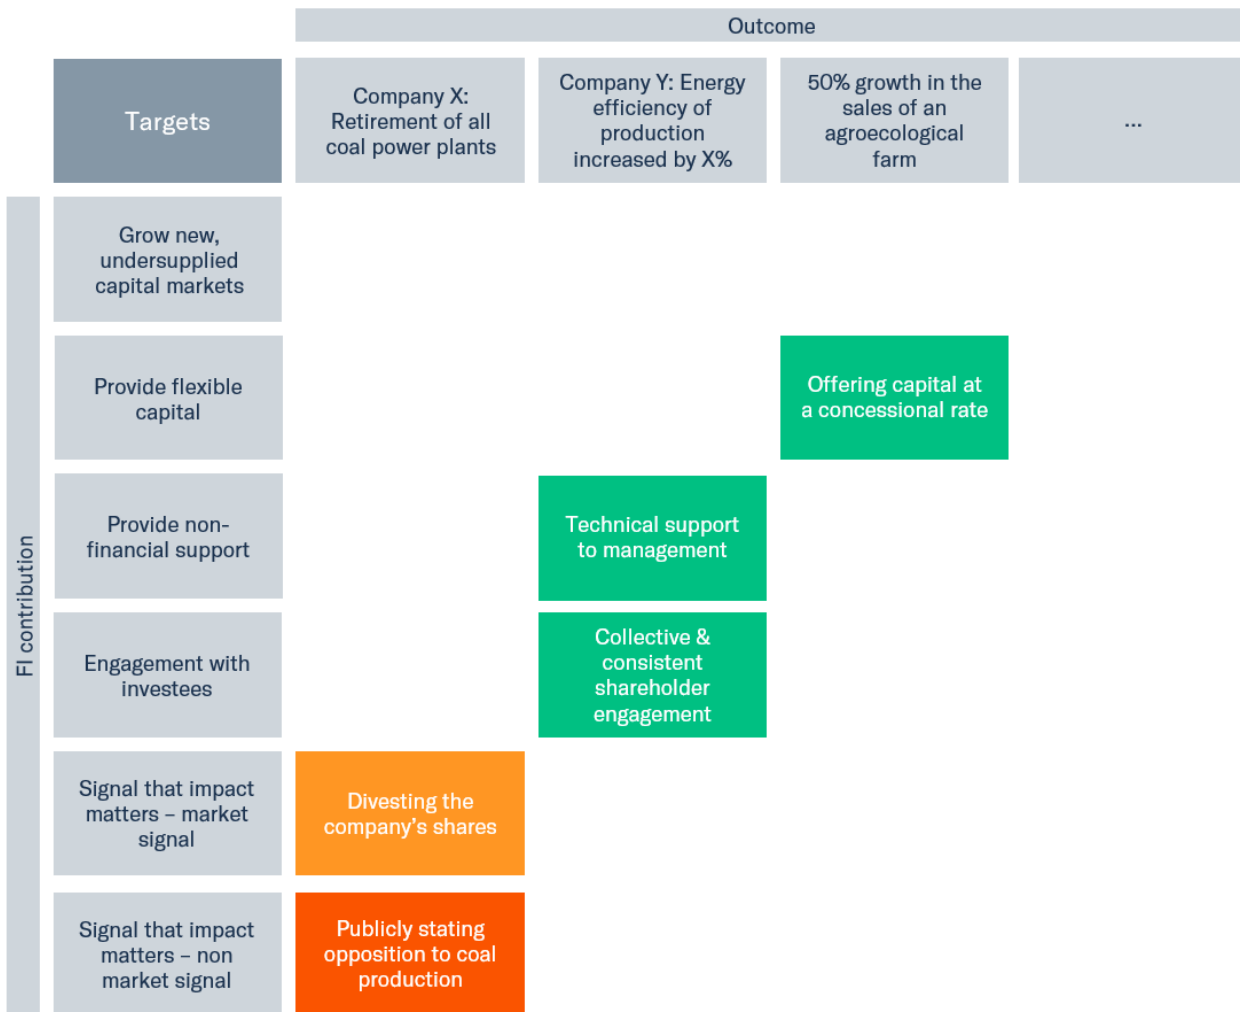 Outcome
Targets
Company X:
Retirement of all
coal power plants
Company Y: Energy
efficiency of
production
increased by X%
50% growth in the
sales of an
agroecological
farm
...
FI contribution
Grow new,
undersupplied
capital markets
Provide flexible
capital
Offering capital at
a concessional rate
Provide non-
financial support
Technical support
to management
Engagement with
investees
Collective &
consistent
shareholder
engagement
Signal that impact
matters – market
signal
Divesting the
company’s shares
Signal that impact
matters – non
market signal
Publicly stating
opposition to coal
production